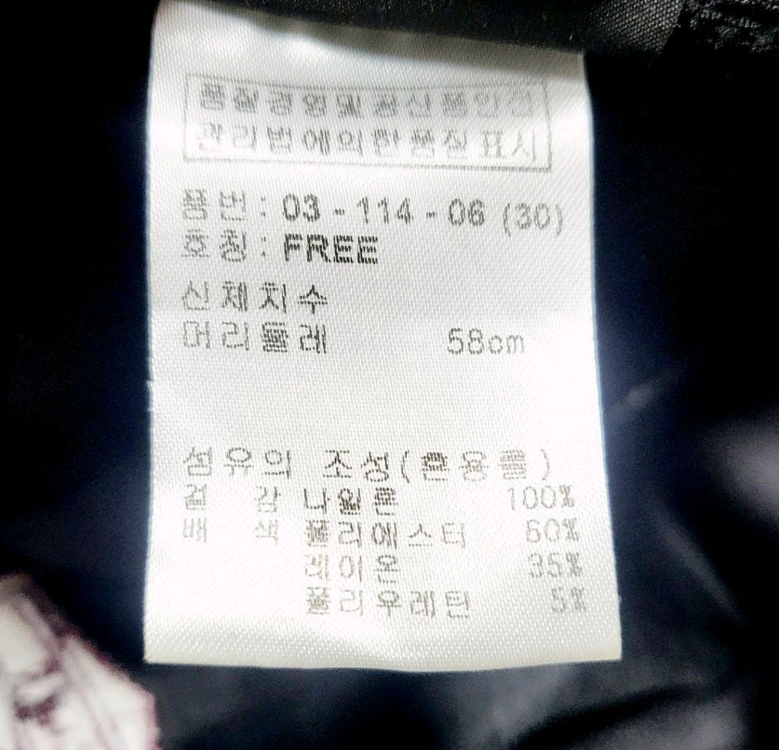 품질경영및공산품안전
관리법에의한품질표시
품번: 03-114-06 (30)
호칭: FREE
신체치수
머리둘레 58cm
섬유의 조성(혼용률)
겉 감 나일론 100%
배 색 폴리에스터 60%
레이온 35%
폴리우레탄 5%